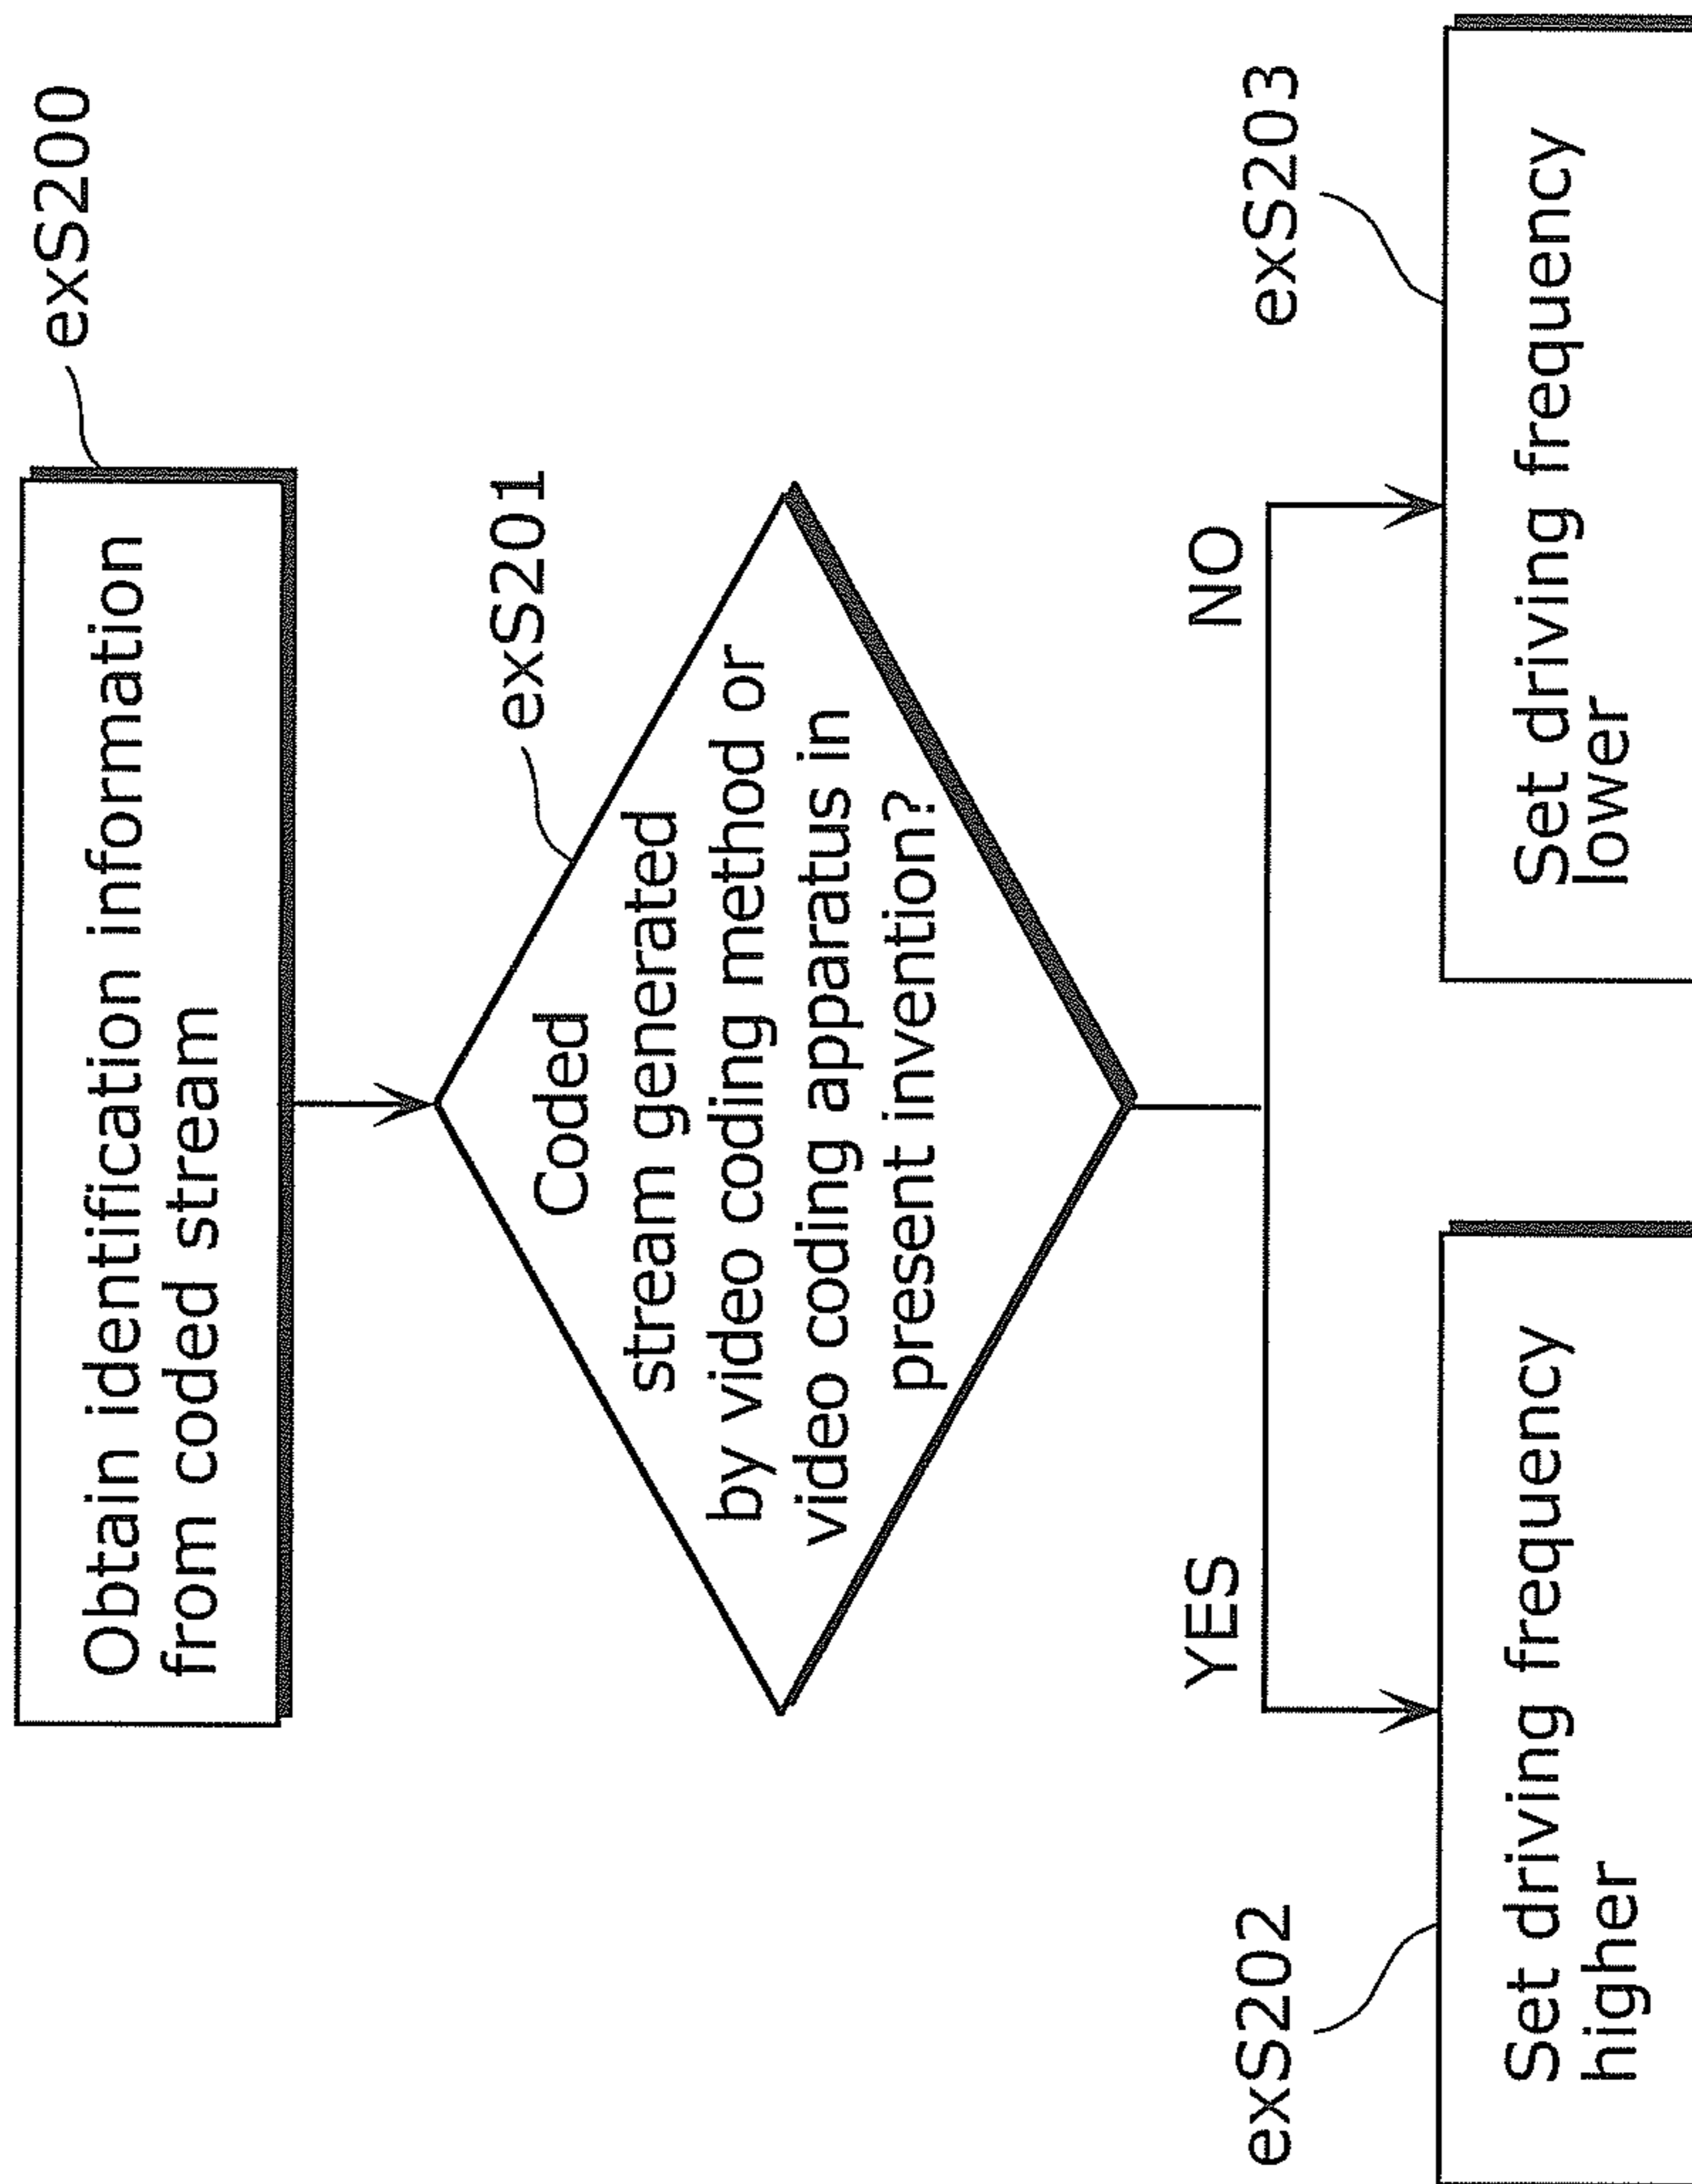 exS200
Obtain identification information
from coded stream
exS201
Coded
stream generated
by video coding method or
video coding apparatus in
present invention?
YES
NO
exS202
exS203
Set driving frequency
higher
Set driving frequency
lower